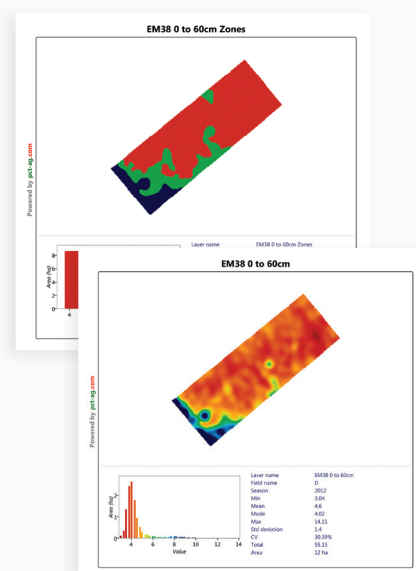 EM38 0 to 60cm Zones
Powered by pct-ag.com
Area (ha)
8
6
4
2
0
4
Layer name EM38 0 to 60cm Zones
EM38 0 to 60cm
Powered by pct-ag.com
Area (ha)
2
1
0
4 6 8 10 12 14
Value
Layer name EM38 0 to 60cm
Field name D
Season 2012
Min 3.04
Mean 4.6
Mode 4.02
Max 14.11
Std deviation 1.4
CV 30.39%
Total 55.15
Area 12 ha